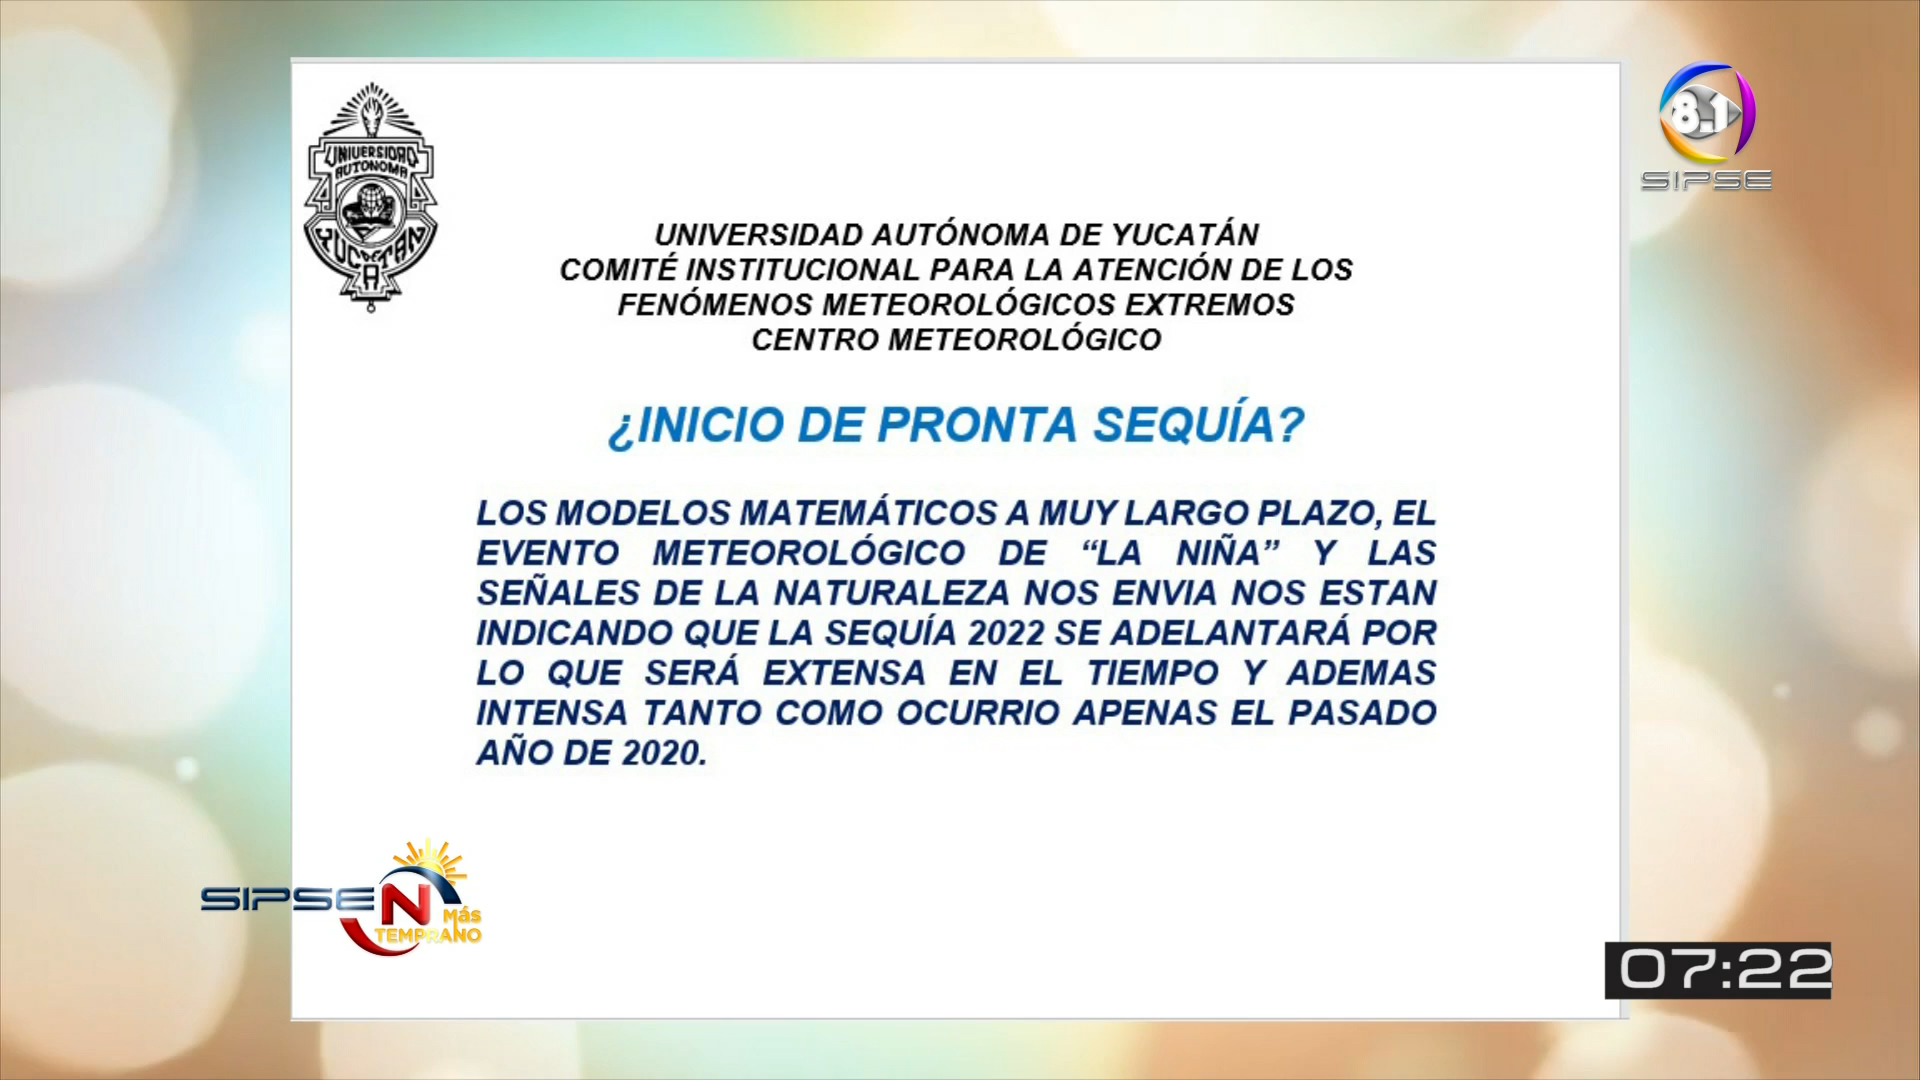 UNIVERSIDAD
AUTONOMA
DE
YUCATAN
8.1
SIPSE
UNIVERSIDAD AUTÓNOMA DE YUCATÁN
COMITÉ INSTITUCIONAL PARA LA ATENCIÓN DE LOS
FENÓMENOS METEOROLÓGICOS EXTREMOS
CENTRO METEOROLÓGICO
¿INICIO DE PRONTA SEQUÍA?
LOS MODELOS MATEMÁTICOS A MUY LARGO PLAZO, EL
EVENTO METEOROLÓGICO DE “LA NIÑA” Y LAS
SEÑALES DE LA NATURALEZA NOS ENVIA NOS ESTAN
INDICANDO QUE LA SEQUÍA 2022 SE ADELANTARÁ POR
LO QUE SERÁ EXTENSA EN EL TIEMPO Y ADEMAS
INTENSA TANTO COMO OCURRIO APENAS EL PASADO
AÑO DE 2020.
SIPSE N
MÁS
TEMPRANO
07:22